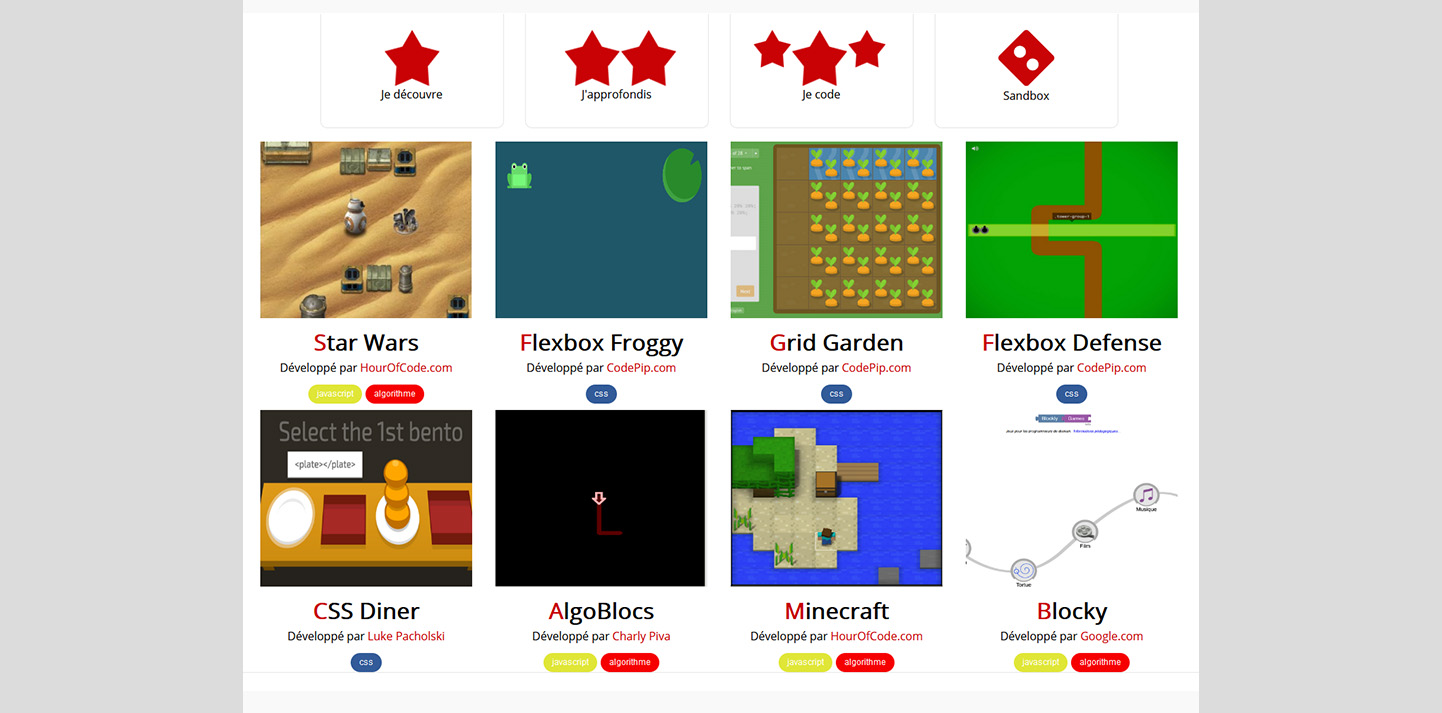 Je découvre
J'approfondis
Je code
Sandbox
.tower-group-1
Star Wars
Développé par HourOfCode.com
javascript algorithme
Flexbox Froggy
Développé par CodePip.com
css
Grid Garden
Développé par CodePip.com
css
Flexbox Defense
Développé par CodePip.com
css
Select the 1st bento
<plate></plate>
Blockly Games
Musique
Film
Tortue
CSS Diner
Développé par Luke Pacholski
css
AlgoBlocs
Développé par Charly Piva
javascript algorithme
Minecraft
Développé par HourOfCode.com
javascript algorithme
Blocky
Développé par Google.com
javascript algorithme